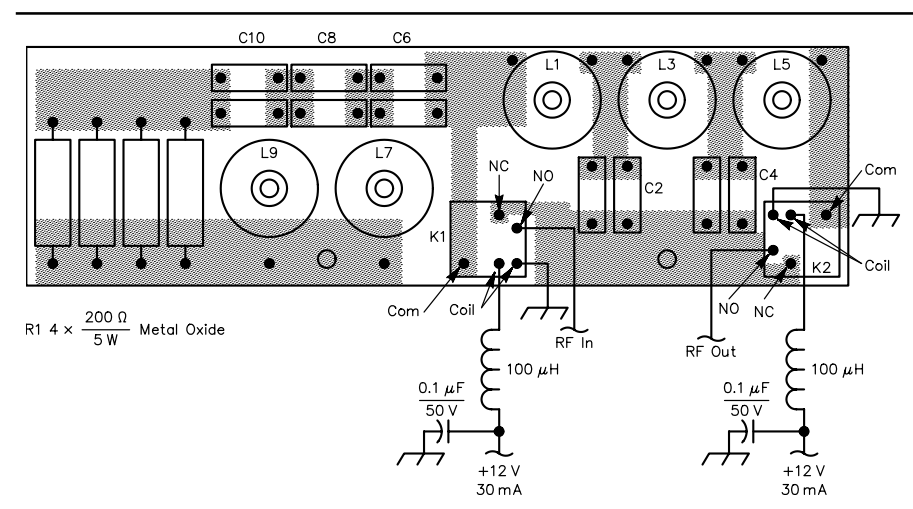 C10 C8 C6
L1 L3 L5
L9 L7
NC NO
C2 C4
Com
K1 K2
Coil
Com Coil
NO NC
R1 4 × 200 Ω / 5 W Metal Oxide
RF In
RF Out
100 μH 100 μH
0.1 μF 0.1 μF
50 V 50 V
+12 V +12 V
30 mA 30 mA